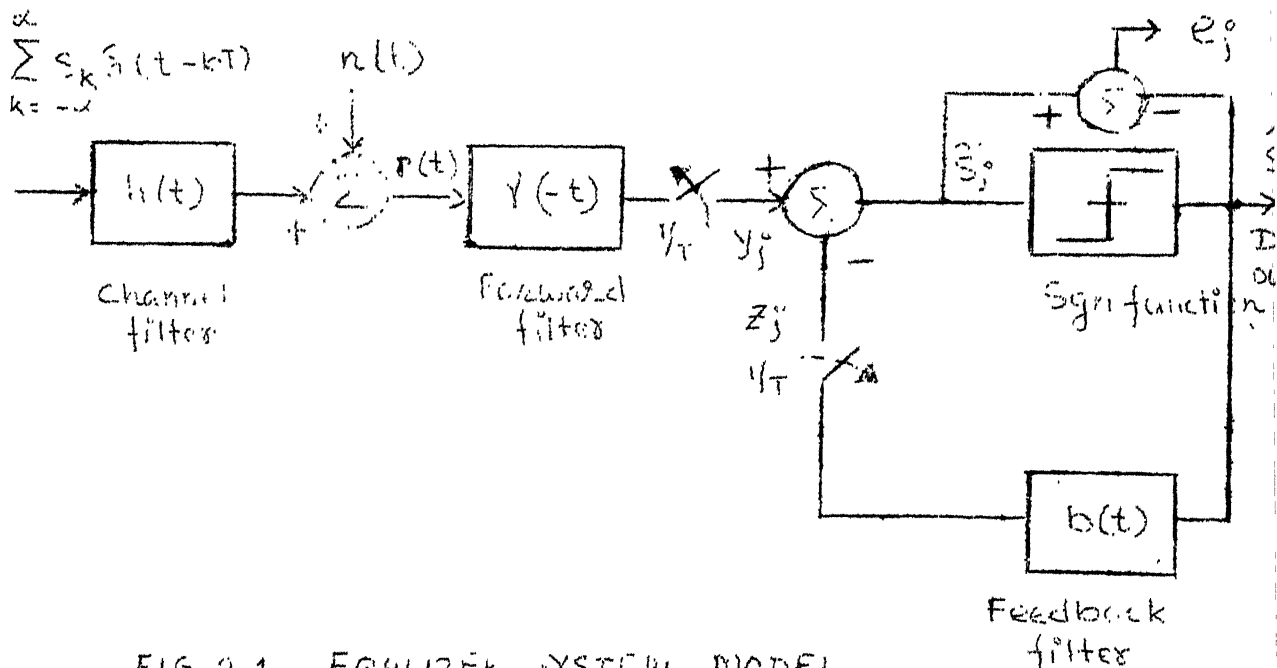 ∑ S_k h(t-kT)
k = -∝
n(t)
e_j
+
-
r(t)
h(t)
γ(-t)
+
+
1/T
y_j
-
Channel
filter
Forward
filter
Sgn function
z_j
1/T
b(t)
Feedback
filter
FIG 2.1 EQUALIZER SYSTEM MODEL